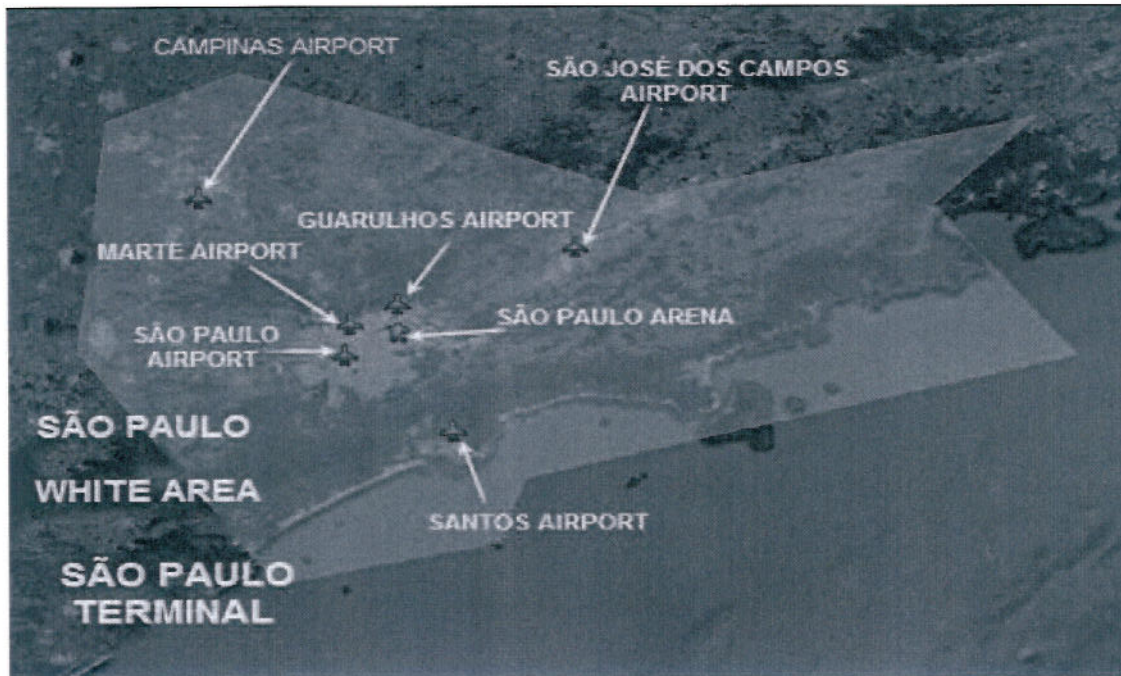 CAMPINAS AIRPORT
SÃO JOSÉ DOS CAMPOS
AIRPORT
GUARULHOS AIRPORT
MARTE AIRPORT
SÃO PAULO ARENA
SÃO PAULO
AIRPORT
SÃO PAULO
WHITE AREA
SANTOS AIRPORT
SÃO PAULO
TERMINAL